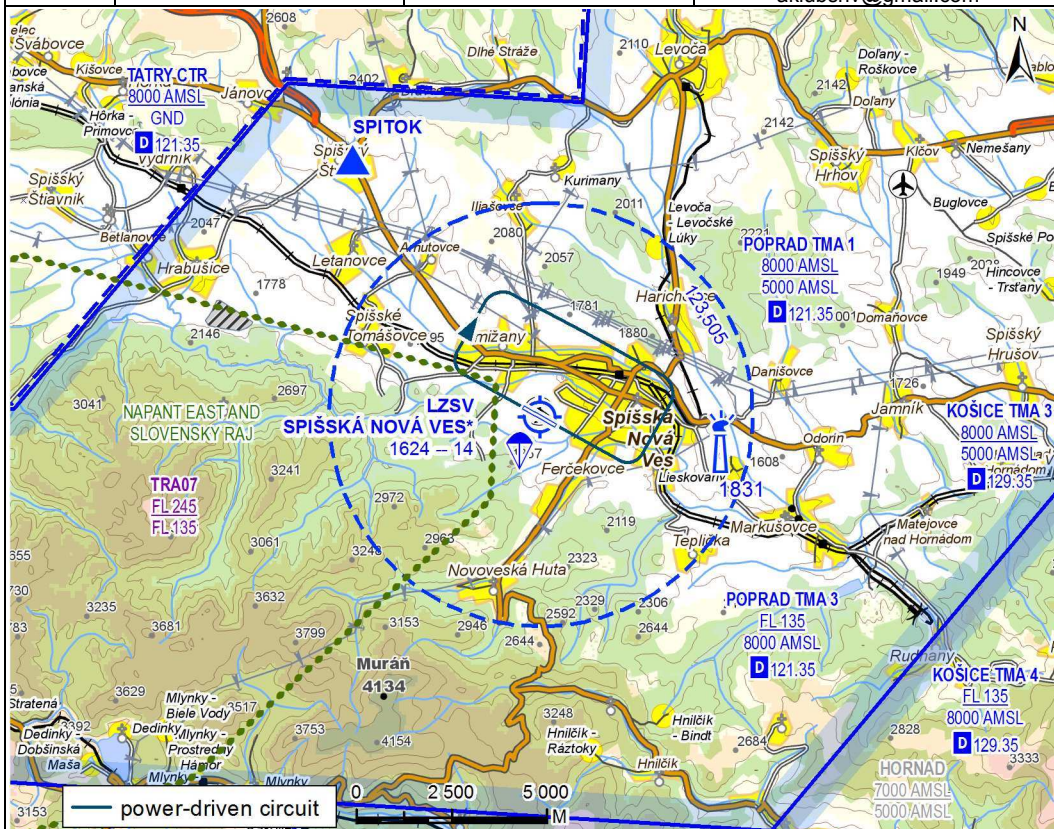 N
2608
Švábovce
Kišovce
Dlhé Stráže
2110
Levoča
Doľany -
Roškovce
TATRY CTR
8000 AMSL
GND
D 121.35
Jánovce
2402
2142
Doľany
Hôrka -
Primovce
SPITOK
2142
Spišský
Hrhov
Klčov
Nemešany
Spišský
Štiavnik
Kurimany
Iliašovce
2011
Levoča
- Levočské
Lúky
Buglovce
Betlanovce
2047
Hrabušice
Letanovce
Arnutovce
2080
2057
2221
POPRAD TMA 1
8000 AMSL
5000 AMSL
D 121.35
1949
Hincovce
- Trsťany
1778
1781
Harichovce
123,505
2146
Spišské
Tomášovce
1880
Domaňovce
Spišský
Hrušov
2697
3041
Danišovce
1726
NAPANT EAST AND
SLOVENSKY RAJ
LZSV
SPIŠSKÁ NOVÁ VES*
1624 – 14
Spišská
Nová
Ves
Jamník
KOŠICE TMA 3
8000 AMSL
5000 AMSL
D 129.35
Odorín
3241
Ferčekovce
Lieskovany
1608
1831
TRA07
FL 245
FL 135
2972
Markušovce
Matejovce
nad Hornádom
3061
3248
2963
2119
Teplička
2323
Novoveská Huta
3235
3632
2329
2306
POPRAD TMA 3
FL 135
8000 AMSL
D 121.35
3681
3799
3153
2946
2592
2644
2644
Rudňany
Muráň
4134
KOŠICE TMA 4
FL 135
8000 AMSL
D 129.35
Stratená
3629
Mlynky -
Biele Vody
3517
3392
Dedinky
Dedinky -
Dobšinská
Maša
Mlynky -
Prostredný
Hámor
3753
4154
3248
Hnilčík -
Ráztoky
Hnilčík
- Bindt
2684
2828
3333
Hnilčík
HORNAD
7000 AMSL
5000 AMSL
Mlynky -
Mlynky
3153
power-driven circuit
0 2 500 5 000
M